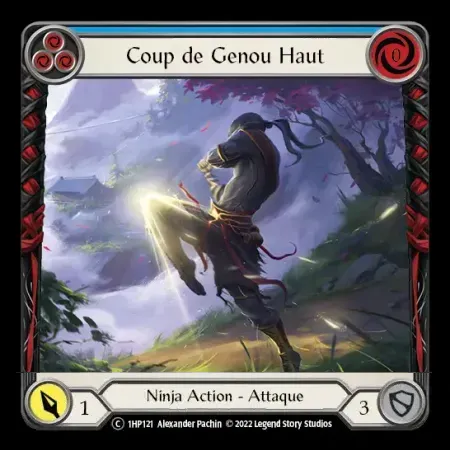 Coup de Genou Haut
0
Ninja Action - Attaque
1
3
C 1HP121 Alexander Pachin © 2022 Legend Story Studios